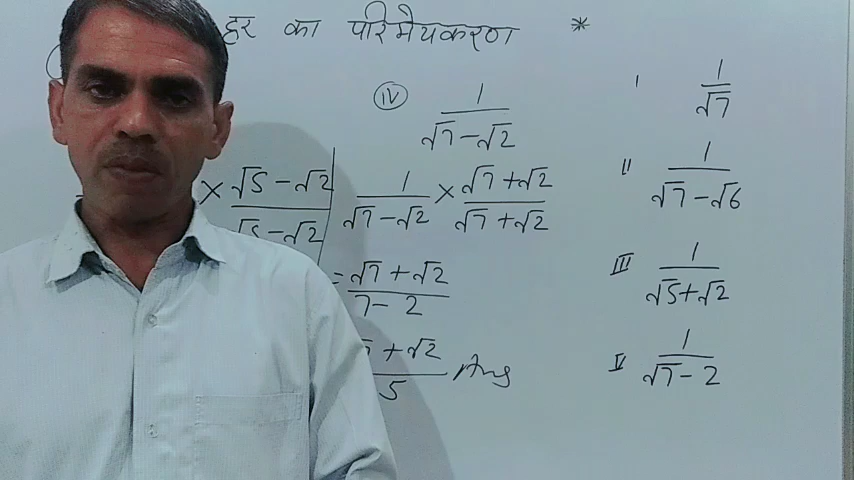 हर का परिमेयकरण *
IV 1/(√7-√2)
× (√5-√2)/(√5-√2)
1/(√7-√2) × (√7+√2)/(√7+√2)
= (√7+√2)/(7-2)
+√2/5 Ans
I 1/√7
II 1/(√7-√6)
III 1/(√5+√2)
V 1/(√7-2)